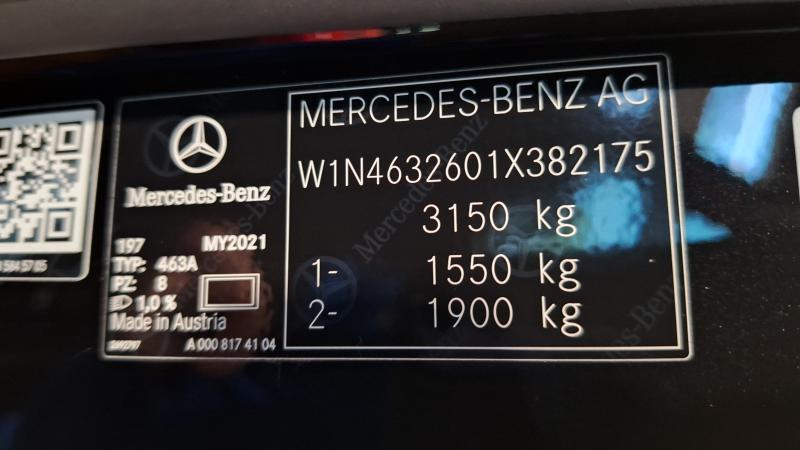 MERCEDES-BENZ AG
W1N4632601X382175
3150 kg
1- 1550 kg
2- 1900 kg
Mercedes-Benz
197 MY2021
TYP: 463A
PZ: 8
1,0 %
Made in Austria
A 000 817 41 04